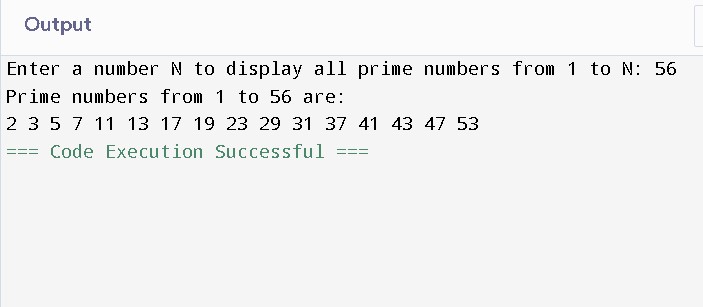 Output
Enter a number N to display all prime numbers from 1 to N: 56
Prime numbers from 1 to 56 are:
2 3 5 7 11 13 17 19 23 29 31 37 41 43 47 53
=== Code Execution Successful ===